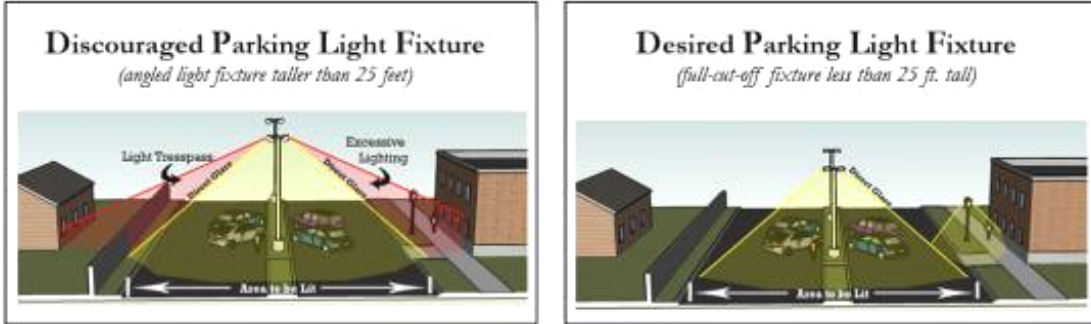 Discouraged Parking Light Fixture
(angled light fixture taller than 25 feet)
Light Tresspass
Excessive
Lighting
Direct Glare
Direct Glare
Area to be Lit
Desired Parking Light Fixture
(full-cut-off fixture less than 25 ft. tall)
Direct Glare
Area to be Lit